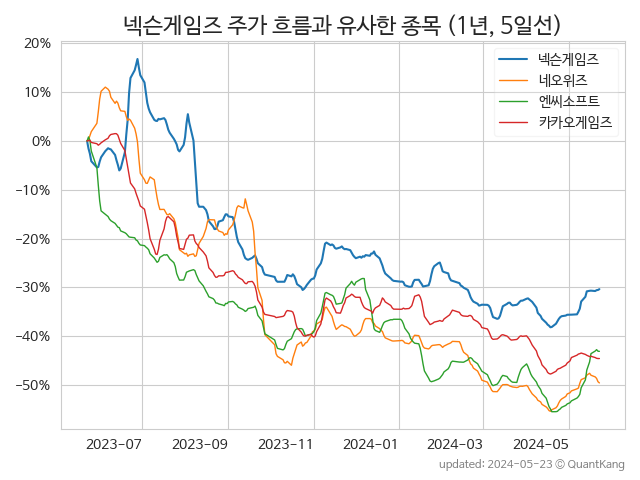 넥슨게임즈 주가 흐름과 유사한 종목 (1년, 5일선)
넥슨게임즈
네오위즈
엔씨소프트
카카오게임즈
20%
10%
0%
−10%
−20%
−30%
−40%
−50%
2023-07
2023-09
2023-11
2024-01
2024-03
2024-05
updated: 2024-05-23 ⓒ QuantKang